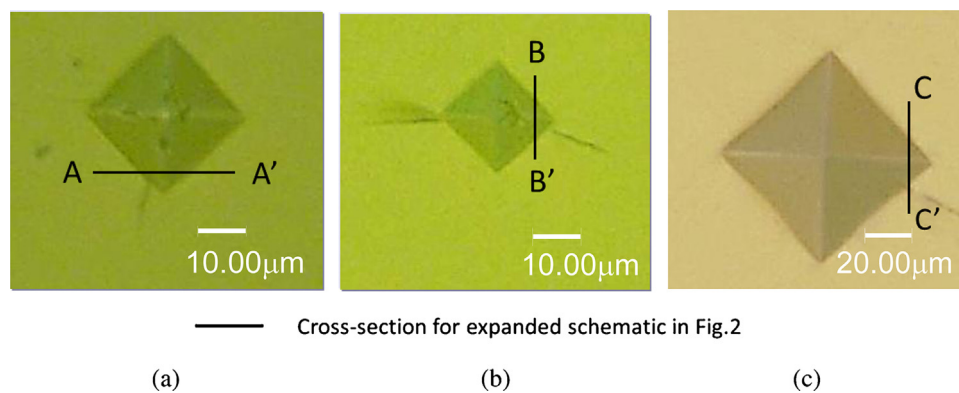 B
C
A A’
B’
C’
10.00μm
10.00μm
20.00μm
Cross-section for expanded schematic in Fig.2
(a)
(b)
(c)